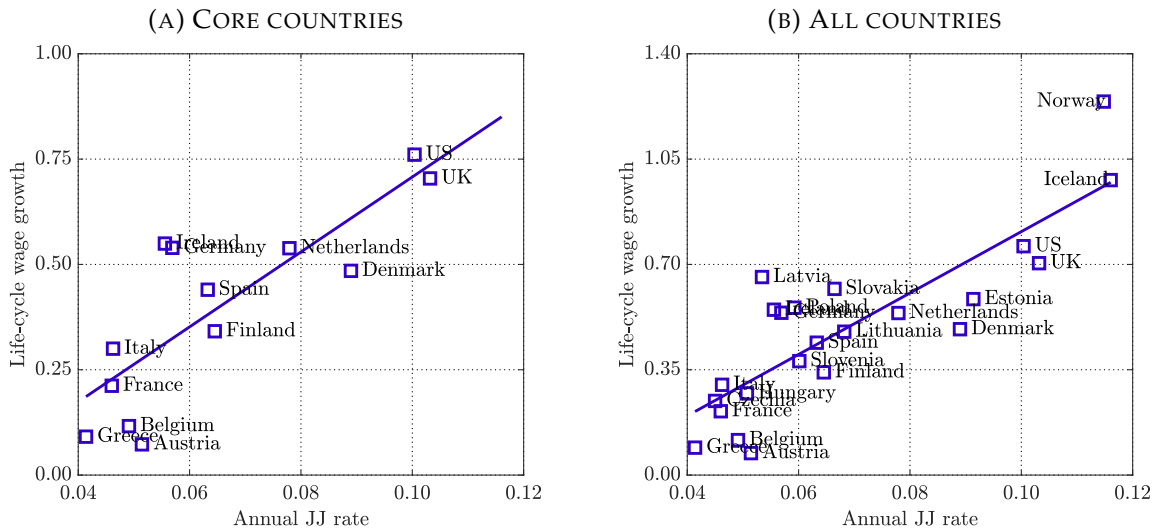 (A) CORE COUNTRIES
1.00
0.75
0.50
0.25
0.00
Life-cycle wage growth
US
UK
Ireland
Germany
Netherlands
Denmark
Spain
Finland
Italy
France
Belgium
Greece
Austria
0.04 0.06 0.08 0.10 0.12
Annual JJ rate
(B) ALL COUNTRIES
1.40
1.05
0.70
0.35
0.00
Life-cycle wage growth
Norway
Iceland
US
UK
Latvia
Slovakia
Estonia
Ireland
Poland
Germany
Netherlands
Lithuania
Denmark
Spain
Slovenia
Finland
Italy
Hungary
Czechia
France
Belgium
Greece
Austria
0.04 0.06 0.08 0.10 0.12
Annual JJ rate